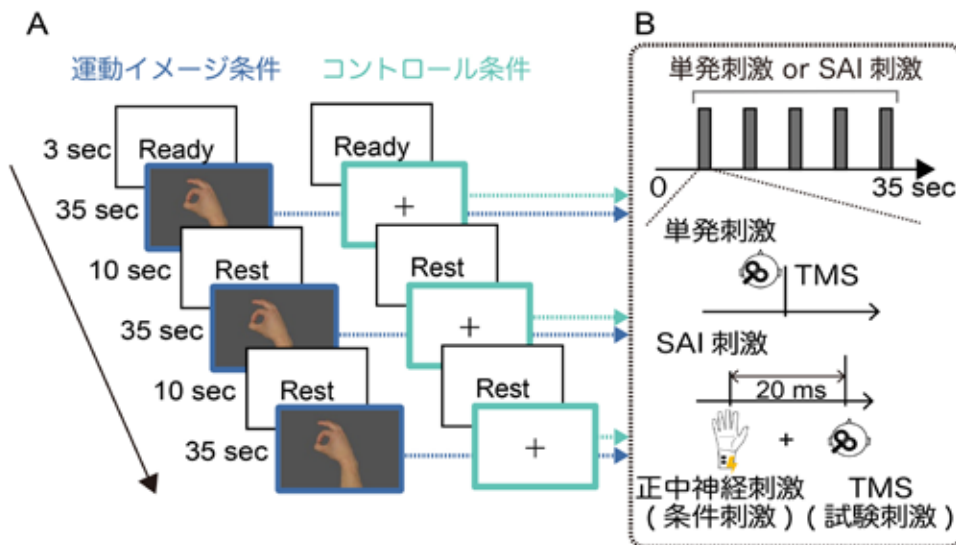 A
運動イメージ条件
コントロール条件
3 sec
Ready
Ready
35 sec
+
10 sec
Rest
Rest
35 sec
+
10 sec
Rest
Rest
35 sec
+
B
単発刺激 or SAI 刺激
0
35 sec
単発刺激
TMS
SAI 刺激
20 ms
+
正中神経刺激
(条件刺激)
TMS
(試験刺激)